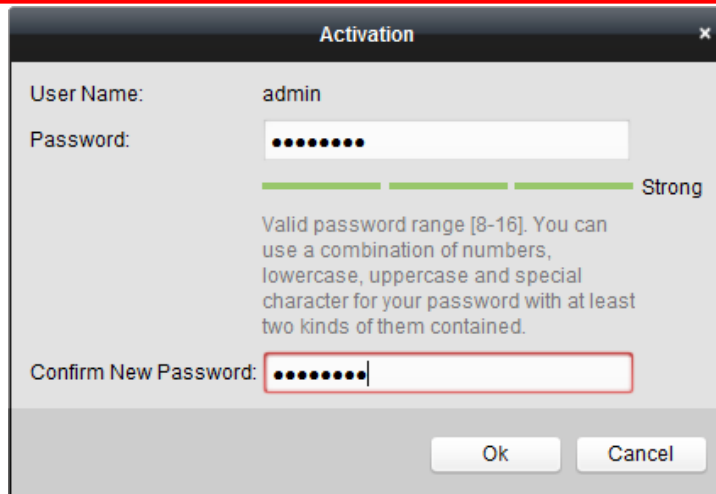 Activation
User Name: admin
Password: ●●●●●●●●
Strong
Valid password range [8-16]. You can
use a combination of numbers,
lowercase, uppercase and special
character for your password with at least
two kinds of them contained.
Confirm New Password: ●●●●●●●●
Ok Cancel